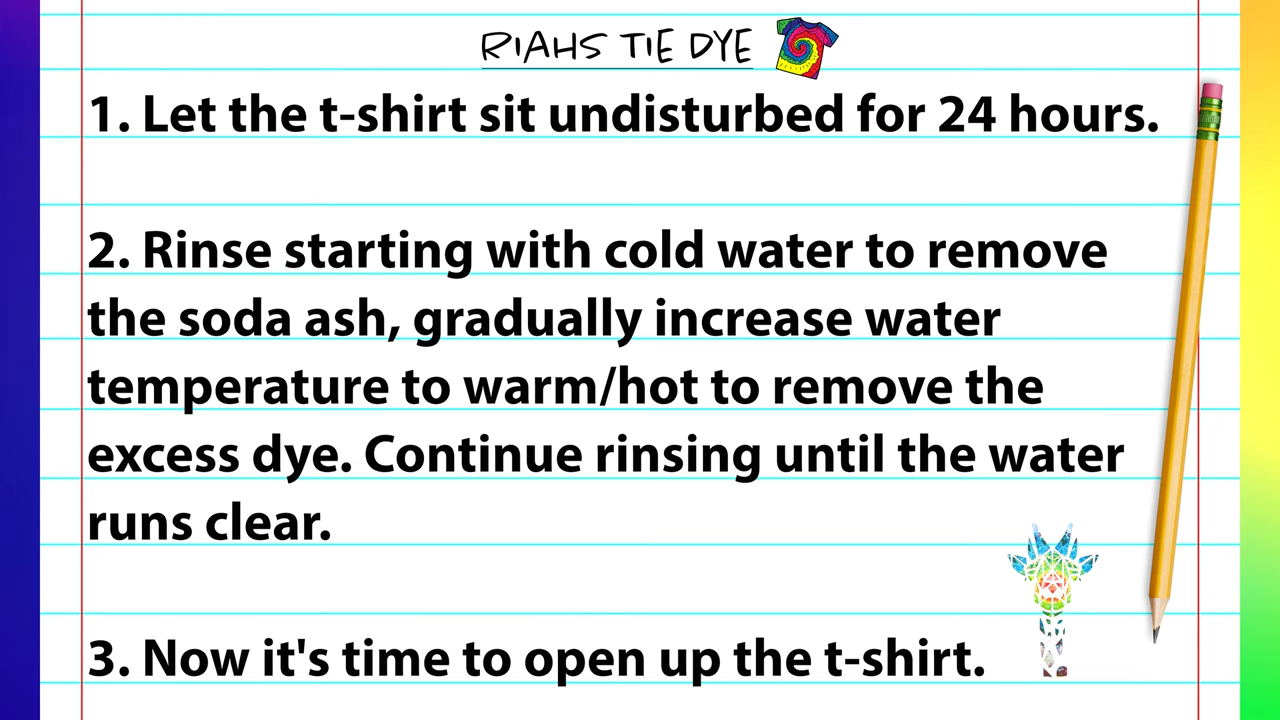 RIAHS TIE DYE
1. Let the t-shirt sit undisturbed for 24 hours.
2. Rinse starting with cold water to remove
the soda ash, gradually increase water
temperature to warm/hot to remove the
excess dye. Continue rinsing until the water
runs clear.
3. Now it's time to open up the t-shirt.